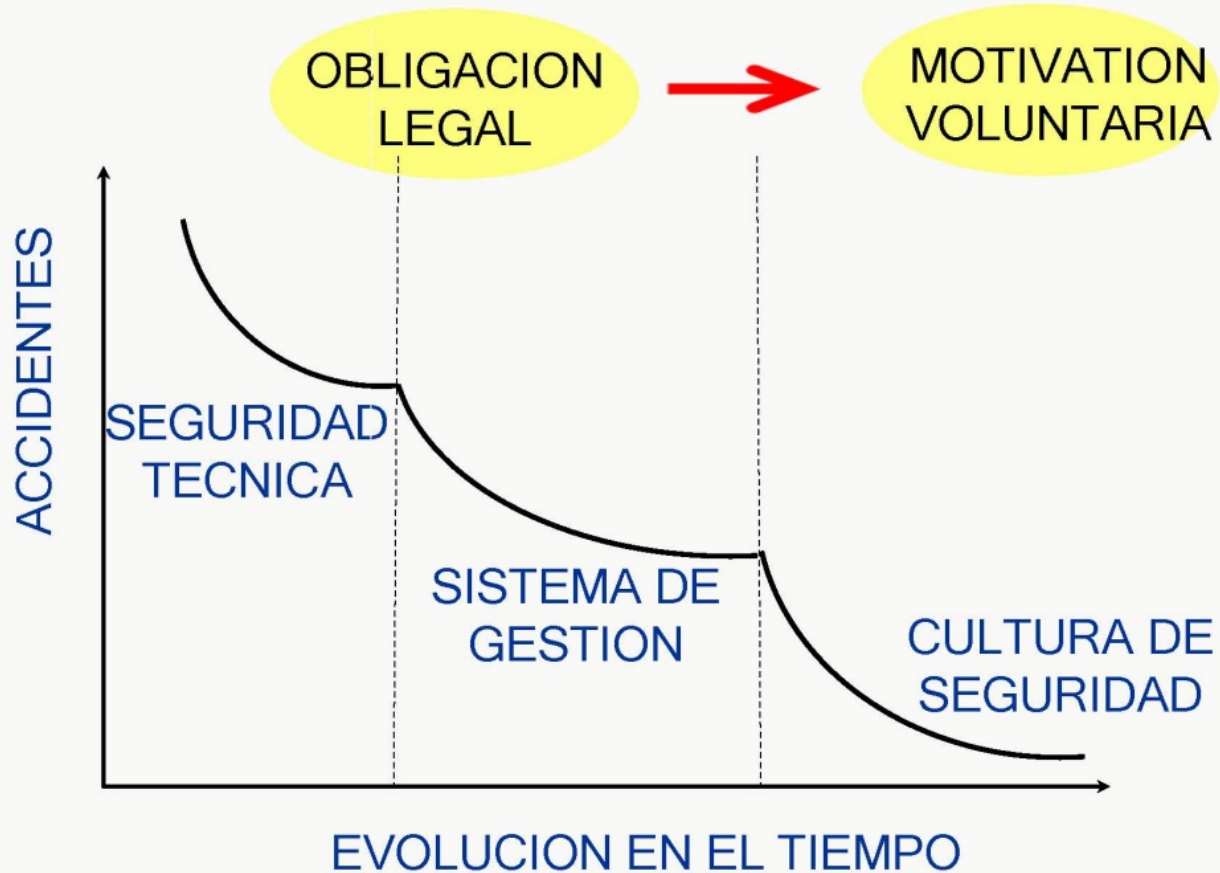 OBLIGACION
LEGAL
MOTIVATION
VOLUNTARIA
ACCIDENTES
SEGURIDAD
TECNICA
SISTEMA DE
GESTION
CULTURA DE
SEGURIDAD
EVOLUCION EN EL TIEMPO